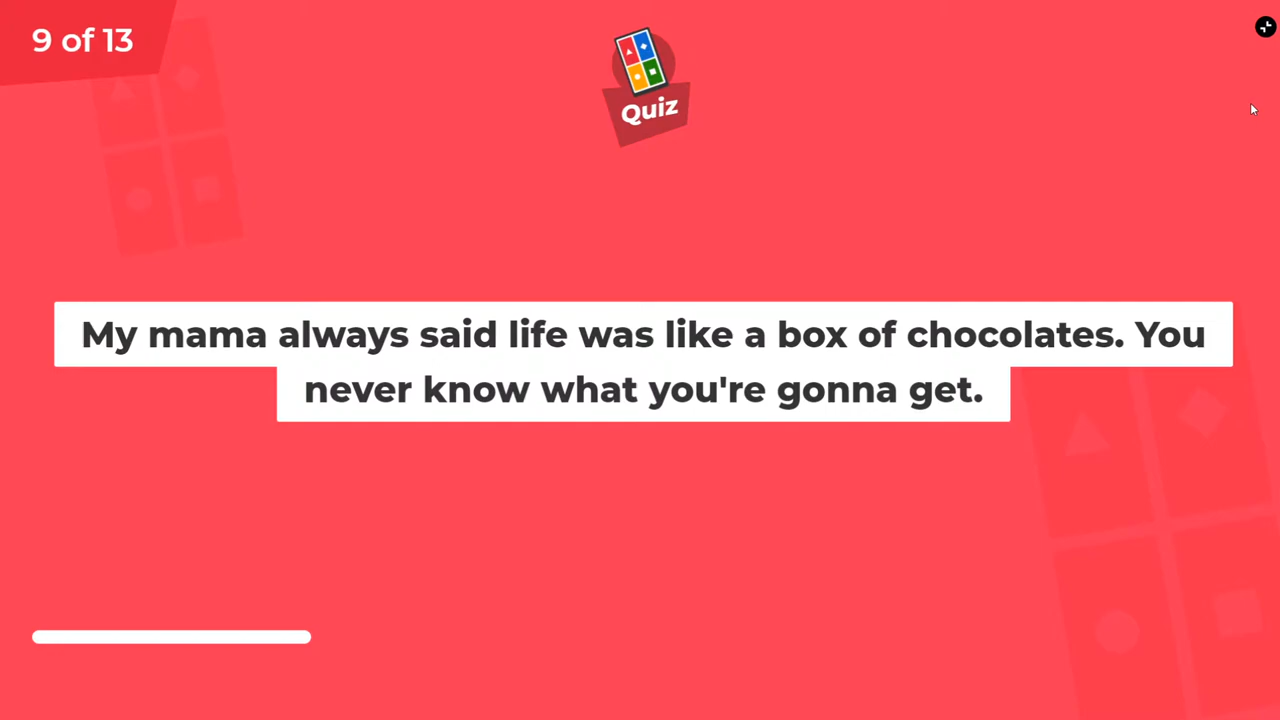 9 of 13
Quiz
My mama always said life was like a box of chocolates. You
never know what you're gonna get.